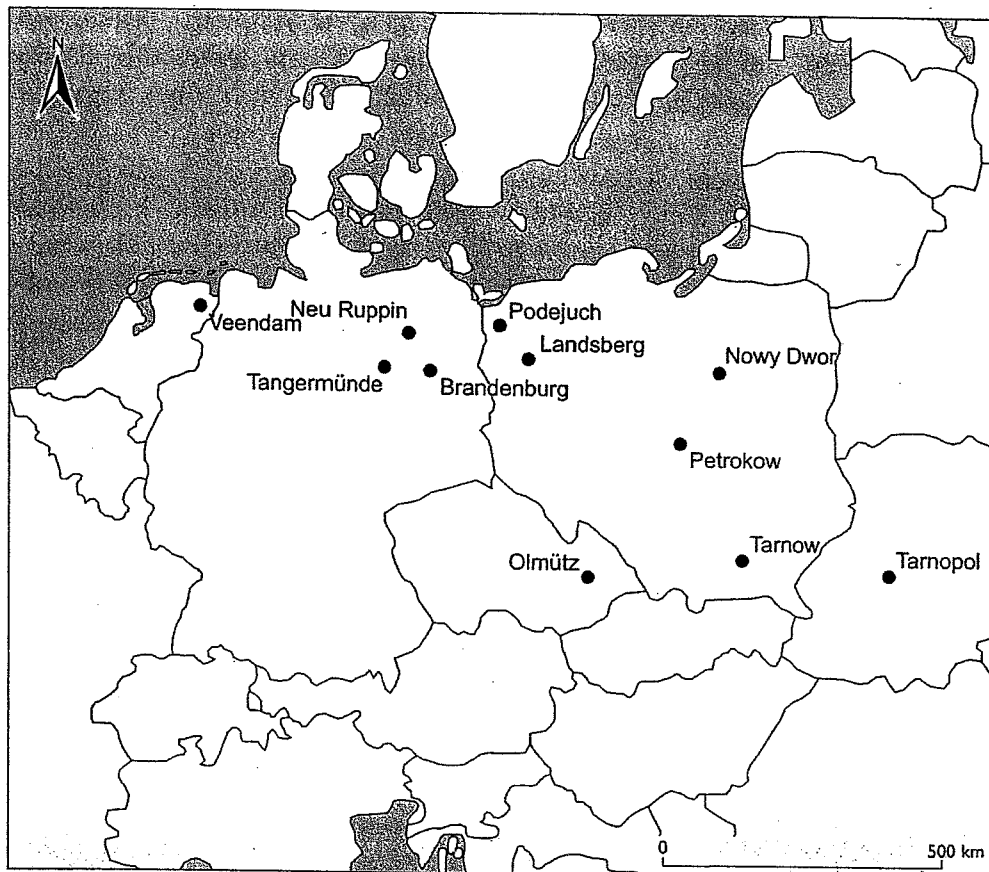 N
Neu Ruppin
Podejuch
Veendam
Landsberg
Nowy Dwor
Tangermünde
Brandenburg
Petrokow
Olmütz
Tarnow
Tarnopol
0
500 km